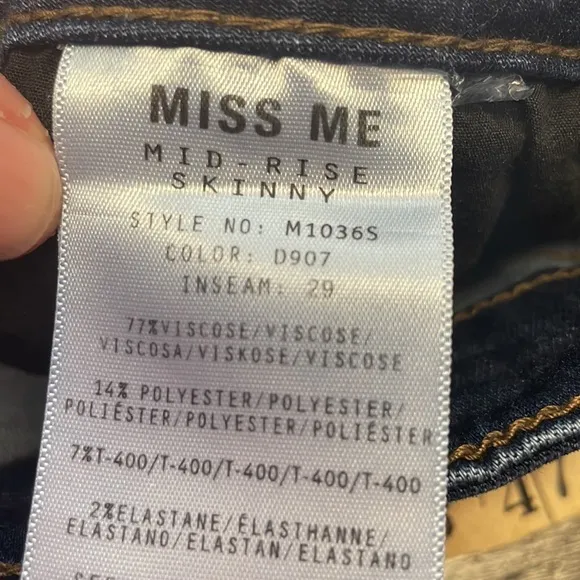 MISS ME
MID-RISE
SKINNY
STYLE NO: M1036S
COLOR: D907
INSEAM: 29
77%VISCOSE/VISCOSE/
VISCOSA/VISKOSE/VISCOSE
14% POLYESTER/POLYESTER/
POLIÉSTER/POLYESTER/POLIÉSTER
7%T-400/T-400/T-400/T-400/T-400
2%ELASTANE/ÉLASTHANNE/
ELASTANO/ELASTAN/ELASTANO